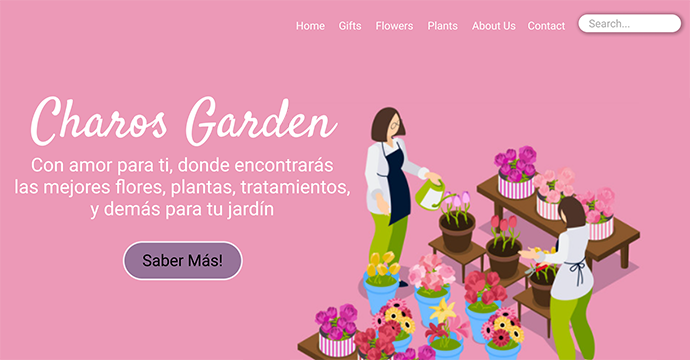 Home Gifts Flowers Plants About Us Contact Search...
Charos Garden
Con amor para ti, donde encontrarás
las mejores flores, plantas, tratamientos,
y demás para tu jardín
Saber Más!